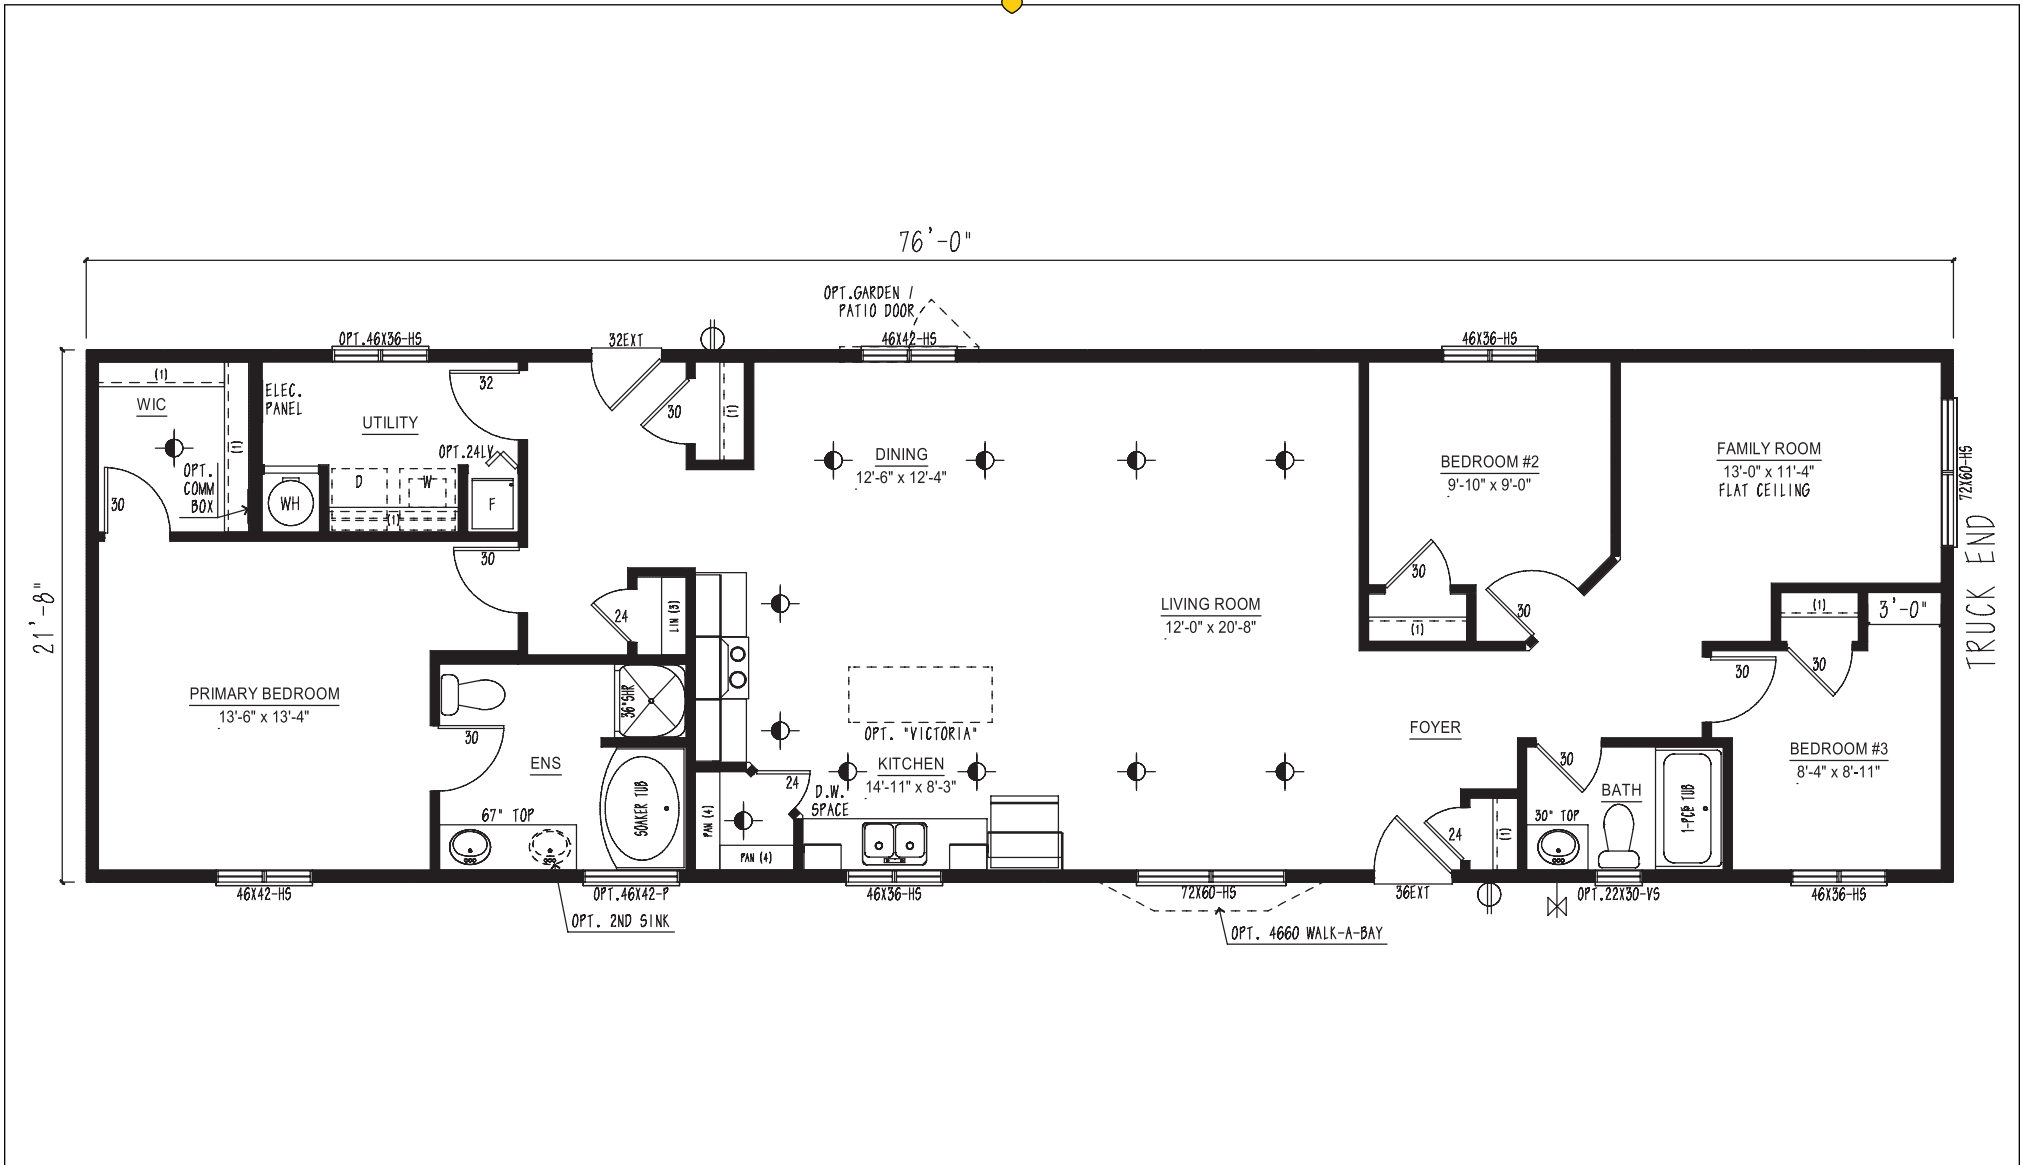 76'-0"
OPT.GARDEN /
PATIO DOOR
OPT.46X36-HS
32EXT
46X42-HS
46X36-HS
(1)
WIC
(1)
OPT.
COMM
BOX
30
ELEC.
PANEL
UTILITY
32
OPT.24LV
WH
D
W
(1)
F
30
30
(1)
DINING
12'-6" x 12'-4"
BEDROOM #2
9'-10" x 9'-0"
FAMILY ROOM
13'-0" x 11'-4"
FLAT CEILING
72X60-HS
TRUCK END
21'-8"
30
(1)
30
(1)
3'-0"
24
LIN (3)
LIVING ROOM
12'-0" x 20'-8"
30
30
PRIMARY BEDROOM
13'-6" x 13'-4"
36"SHR
30
ENS
SOAKER TUB
67" TOP
OPT. "VICTORIA"
KITCHEN
14'-11" x 8'-3"
24
D.W.
SPACE
PAN (4)
PAN (4)
FOYER
30
BATH
30" TOP
1-PCE TUB
24
(1)
BEDROOM #3
8'-4" x 8'-11"
46X42-HS
OPT.46X42-P
46X36-HS
72X60-HS
36EXT
OPT.22X30-VS
46X36-HS
OPT. 2ND SINK
OPT. 4660 WALK-A-BAY